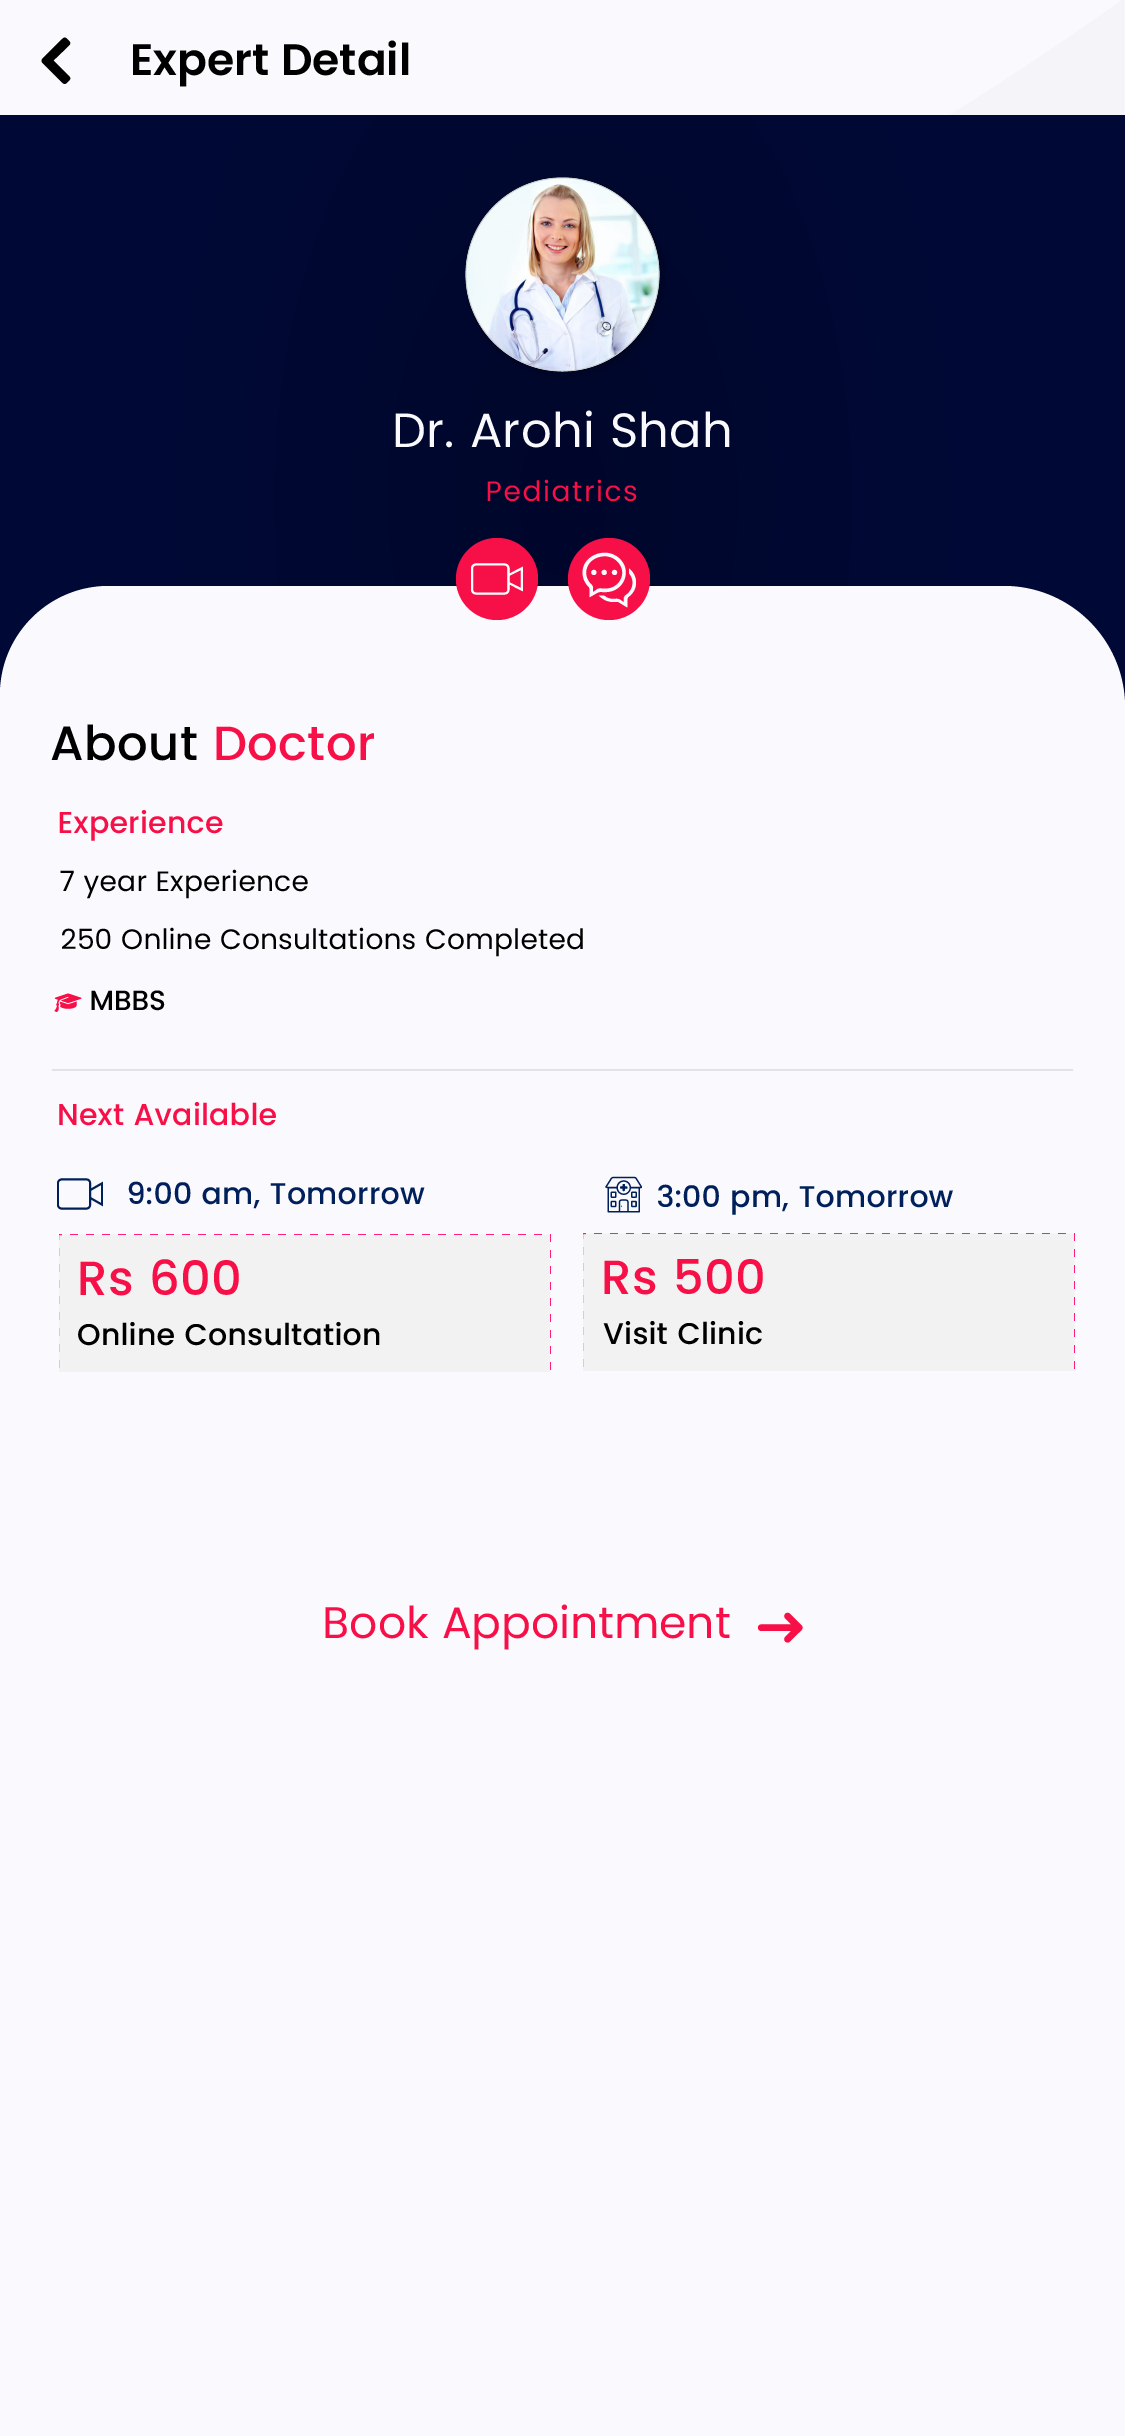 Expert Detail
Dr. Arohi Shah
Pediatrics
About Doctor
Experience
7 year Experience
250 Online Consultations Completed
MBBS
Next Available
9:00 am, Tomorrow
3:00 pm, Tomorrow
Rs 600
Online Consultation
Rs 500
Visit Clinic
Book Appointment